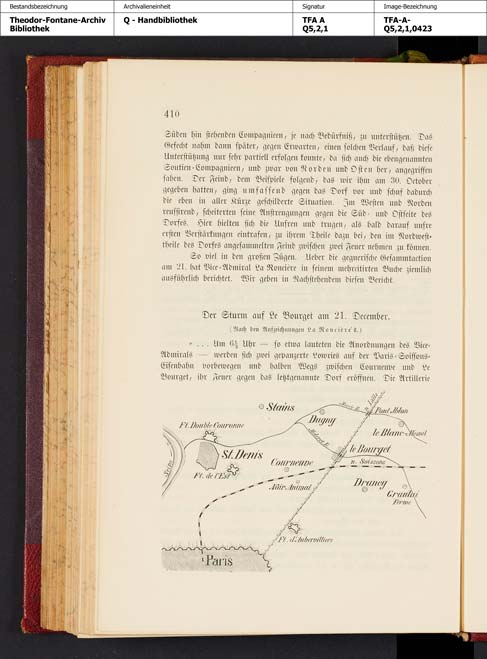 Bestandsbezeichnung
Theodor-Fontane-Archiv
Bibliothek
Archivalieneinheit
Q - Handbibliothek
Signatur
TFA A
Q5,2,1
Image-Bezeichnung
TFA-A-
Q5,2,1,0423
410
Süden hin stehenden Compagnieen, je nach Bedürfniß, zu unterstützen. Das
Gefecht nahm dann später, gegen Erwarten, einen solchen Verlauf, daß diese
Unterstützung nur sehr partiell erfolgen konnte, da sich auch die ebengenannten
Soutien-Compagnieen, und zwar von Norden und Osten her, angegriffen
sahen. Der Feind, dem Beispiele folgend, das wir ihm am 30. October
gegeben hatten, ging umfassend gegen das Dorf vor und schuf dadurch
die eben in aller Kürze geschilderte Situation. Im Westen und Norden
reussirend, scheiterten seine Anstrengungen gegen die Süd- und Ostseite des
Dorfes. Hier hielten sich die Unsren und trugen, als bald darauf unsre
ersten Verstärkungen eintrafen, zu ihrem Theile dazu bei, den im Nordwest-
theile des Dorfes angesammelten Feind zwischen zwei Feuer nehmen zu können.
So viel in den großen Zügen. Ueber die gegnerische Gesammtaction
am 21. hat Vice-Admiral La Roncière in seinem mehrcitirten Buche ziemlich
ausführlich berichtet. Wir geben in Nachstehendem diesen Bericht.
Der Sturm auf Le Bourget am 21. December.
(Nach den Aufzeichnungen La Roncière's.)
" . . . Um 6¾ Uhr — so etwa lauteten die Anordnungen des Vice-
Admirals — werden sich zwei gepanzerte Lowries auf der Paris-Soissons-
Eisenbahn vorbewegen und halben Wegs zwischen Courneuve und Le
Bourget, ihr Feuer gegen das letztgenannte Dorf eröffnen. Die Artillerie
Stains
Dugny
Lille
Pont Iblon
Ft. Double Couronne
le Blanc-Mesnil
St. Denis
le Bourget
n. Soissons
Courneuve
Ft. de l'Est
Noir Animal
Drancy
Groslai
Ferme
Ft. d'Aubervilliers
Paris